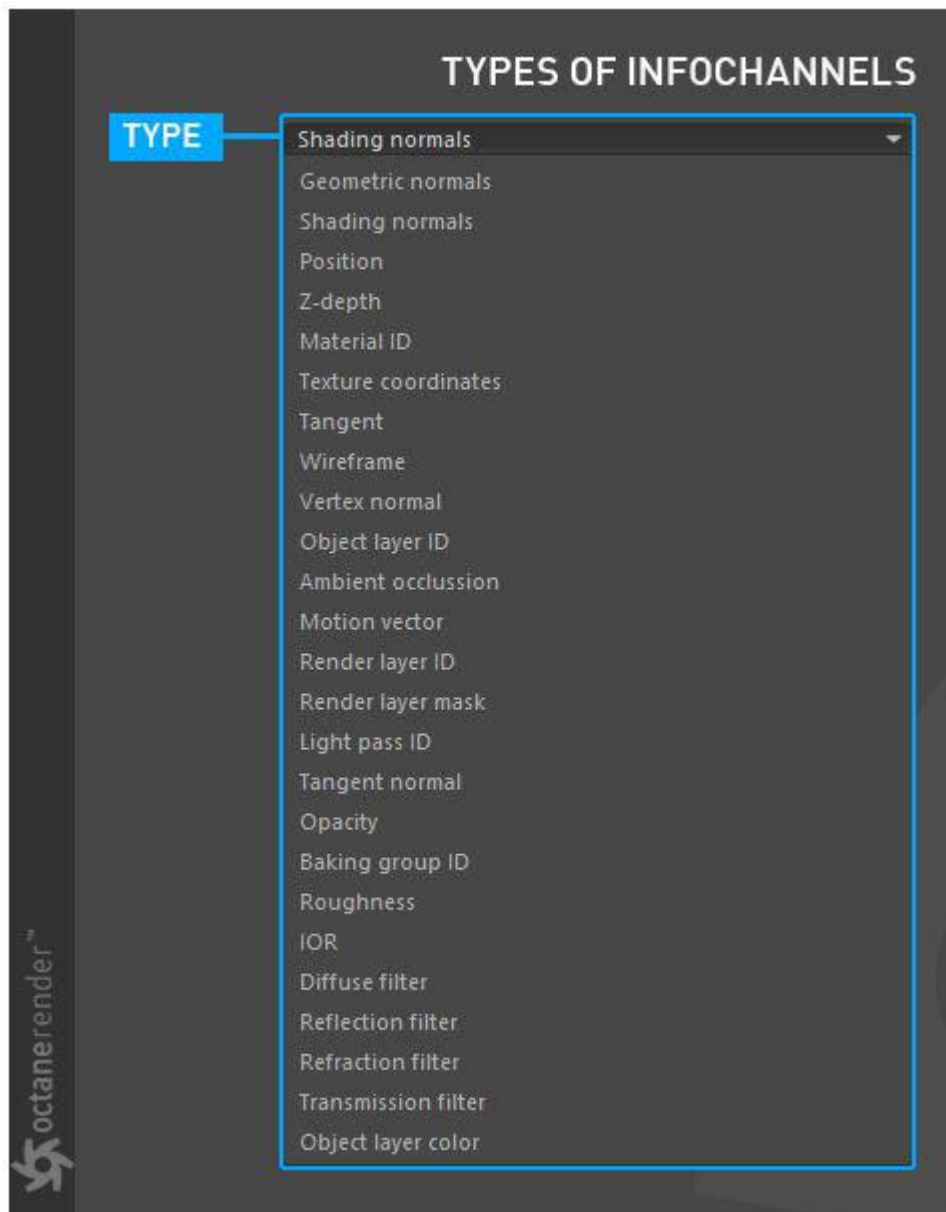 TYPES OF INFOCHANNELS
TYPE
Shading normals
Geometric normals
Shading normals
Position
Z-depth
Material ID
Texture coordinates
Tangent
Wireframe
Vertex normal
Object layer ID
Ambient occlussion
Motion vector
Render layer ID
Render layer mask
Light pass ID
Tangent normal
Opacity
Baking group ID
Roughness
IOR
Diffuse filter
Reflection filter
Refraction filter
Transmission filter
Object layer color
octanerender™